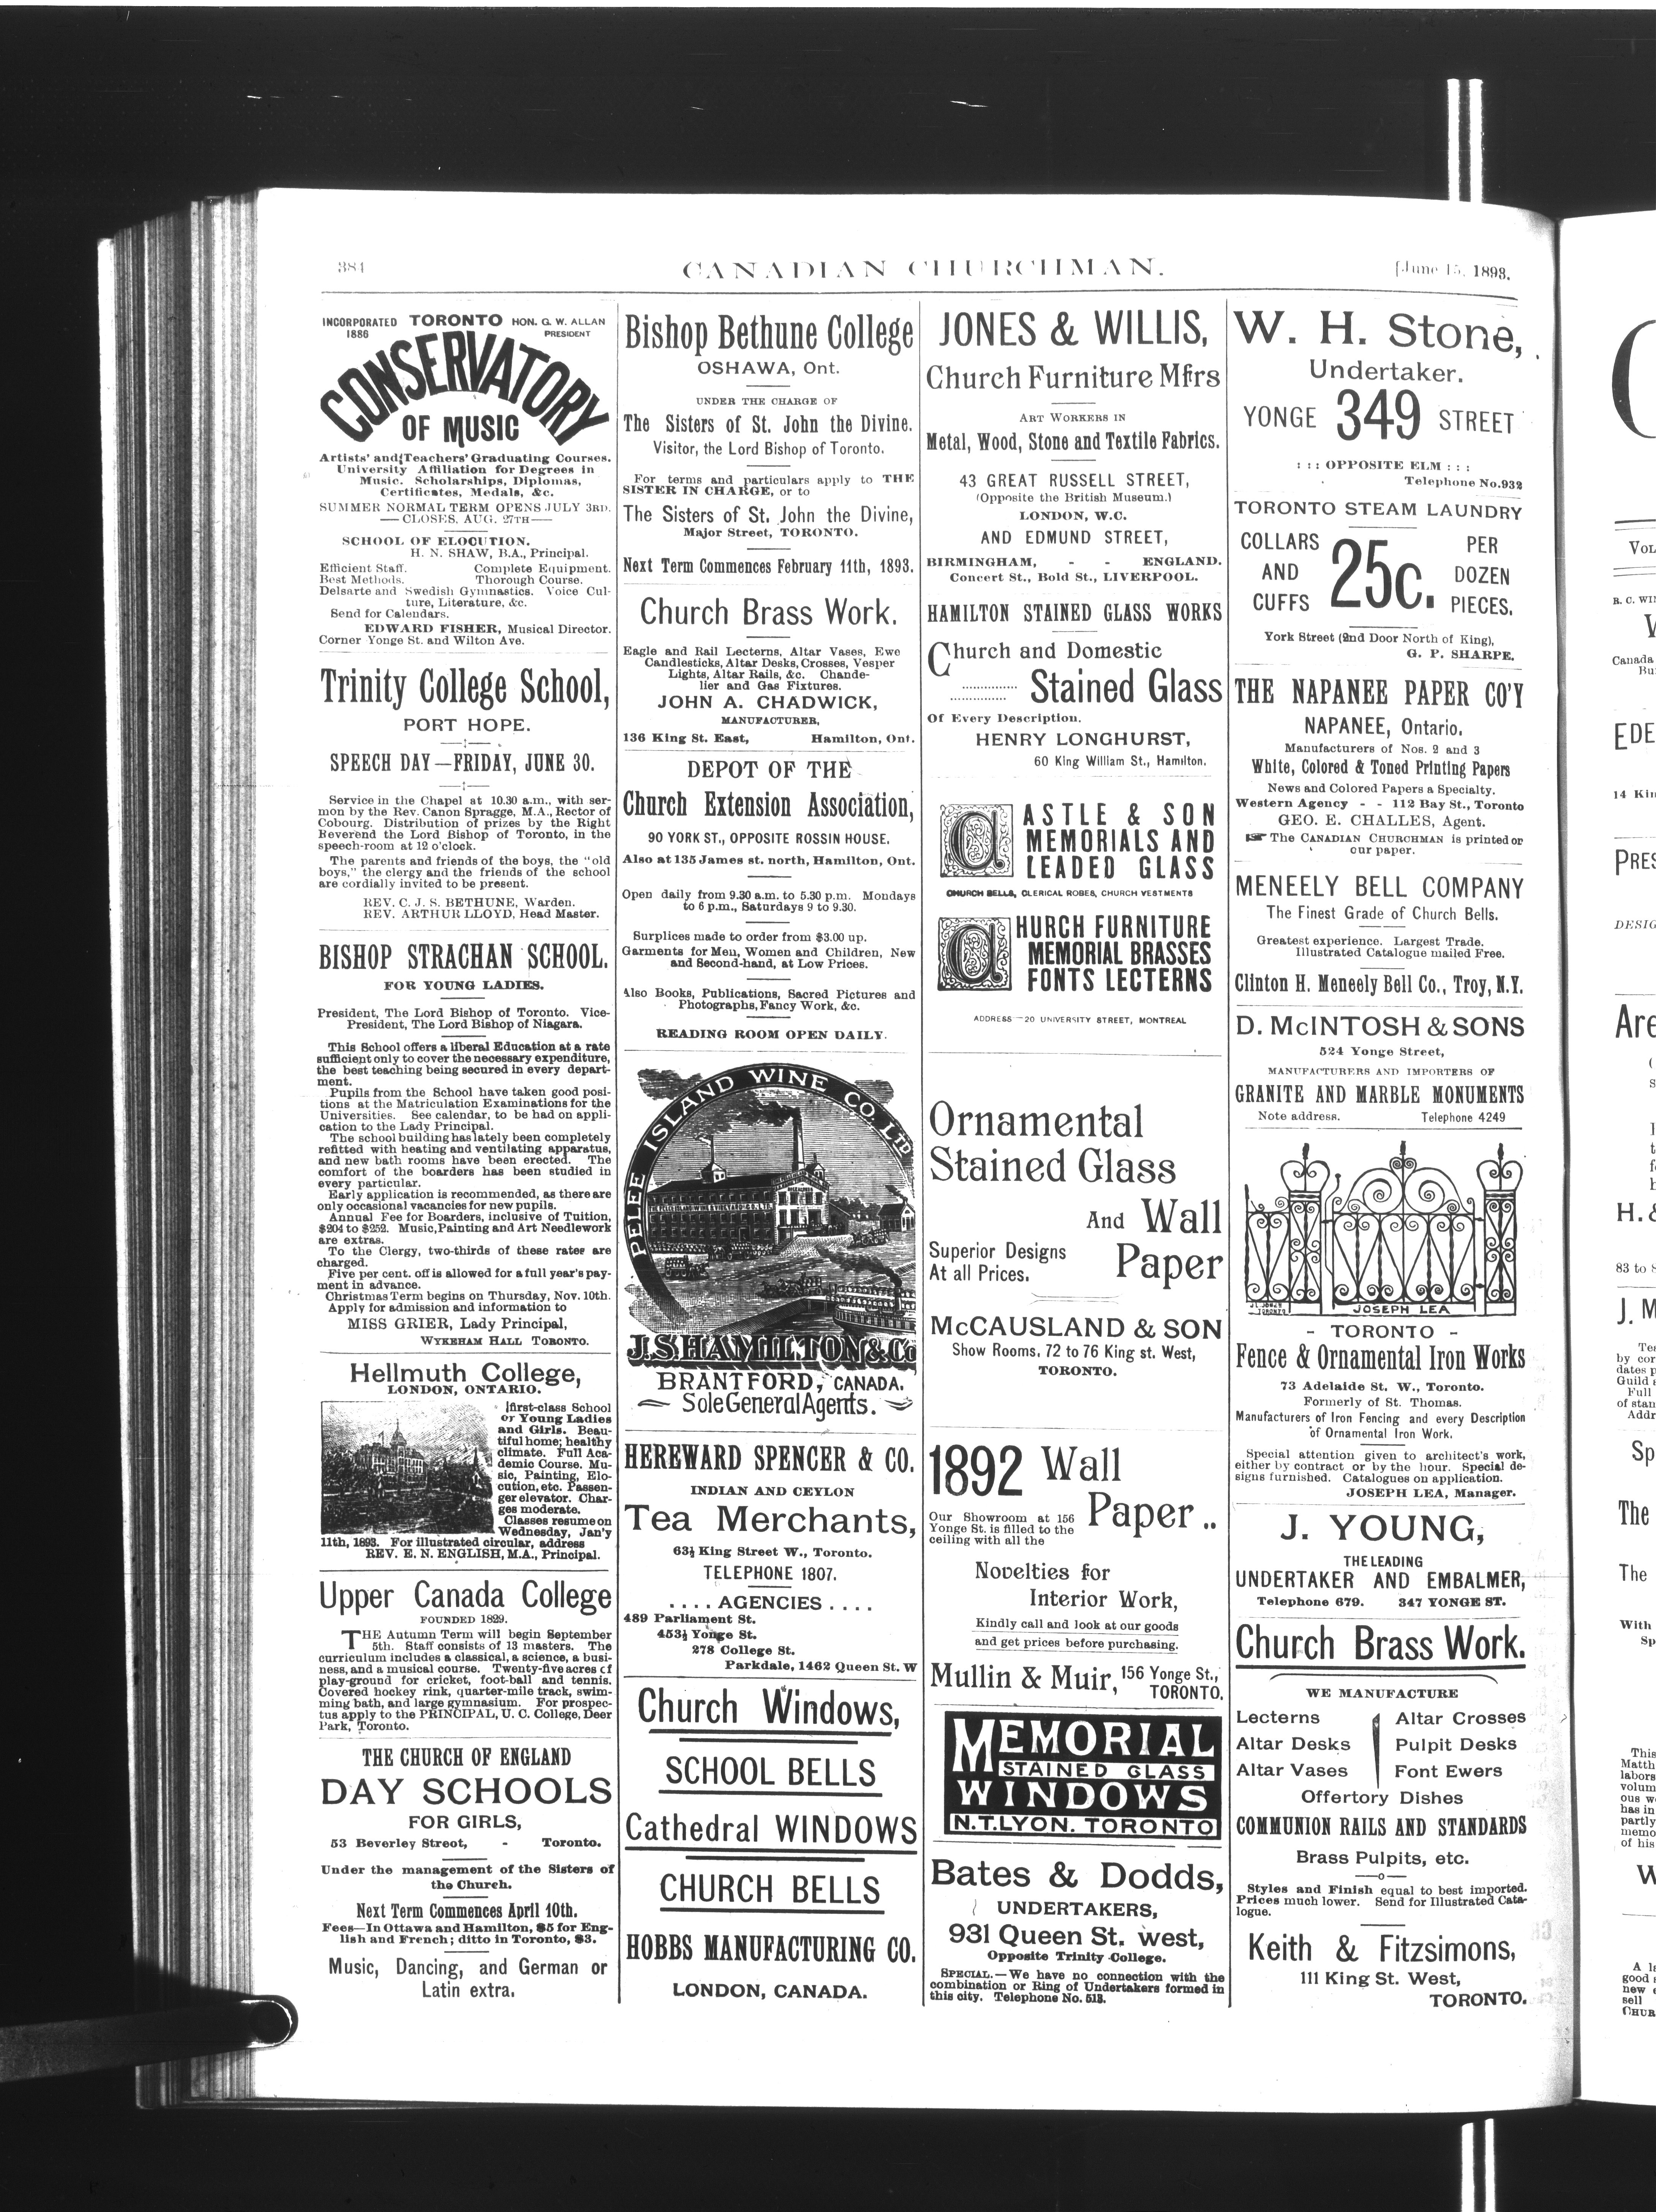 384
CANADIAN CHURCHMAN.
[June 15, 1893.
INCORPORATED TORONTO HON. G. W. ALLAN
1886 PRESIDENT
CONSERVATORY
OF MUSIC
Artists' and Teachers' Graduating Courses.
University Affiliation for Degrees in
Music. Scholarships, Diplomas,
Certificates, Medals, &c.
SUMMER NORMAL TERM OPENS JULY 3RD.
—CLOSES, AUG. 27TH—
SCHOOL OF ELOCUTION.
H. N. SHAW, B.A., Principal.
Efficient Staff. Complete Equipment.
Best Methods. Thorough Course.
Delsarte and Swedish Gymnastics. Voice Cul-
ture, Literature, &c.
Send for Calendars.
EDWARD FISHER, Musical Director.
Corner Yonge St. and Wilton Ave.
Trinity College School,
PORT HOPE.
SPEECH DAY—FRIDAY, JUNE 30.
Service in the Chapel at 10.30 a.m., with ser-
mon by the Rev. Canon Spragge, M.A., Rector of
Cobourg. Distribution of prizes by the Right
Reverend the Lord Bishop of Toronto, in the
speech-room at 12 o'clock.
The parents and friends of the boys, the "old
boys," the clergy and the friends of the school
are cordially invited to be present.
REV. C. J. S. BETHUNE, Warden.
REV. ARTHUR LLOYD, Head Master.
BISHOP STRACHAN SCHOOL.
FOR YOUNG LADIES.
President, The Lord Bishop of Toronto. Vice-
President, The Lord Bishop of Niagara.
This School offers a liberal Education at a rate
sufficient only to cover the necessary expenditure,
the best teaching being secured in every depart-
ment.
Pupils from the School have taken good posi-
tions at the Matriculation Examinations for the
Universities. See calendar, to be had on appli-
cation to the Lady Principal.
The school building has lately been completely
refitted with heating and ventilating apparatus,
and new bath rooms have been erected. The
comfort of the boarders has been studied in
every particular.
Early application is recommended, as there are
only occasional vacancies for new pupils.
Annual Fee for Boarders, inclusive of Tuition,
$204 to $252. Music, Painting and Art Needlework
are extras.
To the Clergy, two-thirds of these rates are
charged.
Five per cent. off is allowed for a full year's pay-
ment in advance.
Christmas Term begins on Thursday, Nov. 10th.
Apply for admission and information to
MISS GRIER, Lady Principal,
WYKEHAM HALL TORONTO.
Hellmuth College,
LONDON, ONTARIO.
first-class School
or Young Ladies
and Girls. Beau-
tiful home; healthy
climate. Full Aca-
demic Course. Mu-
sic, Painting, Elo-
cution, etc. Passen-
ger elevator. Char-
ges moderate.
Classes resume on
Wednesday, Jan'y
11th, 1893. For illustrated circular, address
REV. E. N. ENGLISH, M.A., Principal.
Upper Canada College
FOUNDED 1829.
THE Autumn Term will begin September
5th. Staff consists of 13 masters. The
curriculum includes a classical, a science, a busi-
ness, and a musical course. Twenty-five acres of
play-ground for cricket, foot-ball and tennis.
Covered hockey rink, quarter-mile track, swim-
ming bath, and large gymnasium. For prospec-
tus apply to the PRINCIPAL, U. C. College, Deer
Park, Toronto.
THE CHURCH OF ENGLAND
DAY SCHOOLS
FOR GIRLS,
53 Beverley Street, - Toronto.
Under the management of the Sisters of
the Church.
Next Term Commences April 10th.
Fees—In Ottawa and Hamilton, $5 for Eng-
lish and French; ditto in Toronto, $3.
Music, Dancing, and German or
Latin extra.
Bishop Bethune College
OSHAWA, Ont.
UNDER THE CHARGE OF
The Sisters of St. John the Divine.
Visitor, the Lord Bishop of Toronto.
For terms and particulars apply to THE
SISTER IN CHARGE, or to
The Sisters of St. John the Divine,
Major Street, TORONTO.
Next Term Commences February 11th, 1893.
Church Brass Work.
Eagle and Rail Lecterns, Altar Vases, Ewe
Candlesticks, Altar Desks, Crosses, Vesper
Lights, Altar Rails, &c. Chande-
lier and Gas Fixtures.
JOHN A. CHADWICK,
MANUFACTURER,
136 King St. East, Hamilton, Ont.
DEPOT OF THE
Church Extension Association,
90 YORK ST., OPPOSITE ROSSIN HOUSE.
Also at 135 James st. north, Hamilton, Ont.
Open daily from 9.30 a.m. to 5.30 p.m. Mondays
to 6 p.m., Saturdays 9 to 9.30.
Surplices made to order from $3.00 up.
Garments for Men, Women and Children, New
and Second-hand, at Low Prices.
Also Books, Publications, Sacred Pictures and
Photographs, Fancy Work, &c.
READING ROOM OPEN DAILY.
PELEE ISLAND WINE CO. LTD
J.S. HAMILTON & Co
BRANTFORD, CANADA.
Sole General Agents.
HEREWARD SPENCER & CO.
INDIAN AND CEYLON
Tea Merchants,
63½ King Street W., Toronto.
TELEPHONE 1807.
. . . . AGENCIES . . . .
489 Parliament St.
453½ Yonge St.
278 College St.
Parkdale, 1462 Queen St. W
Church Windows,
SCHOOL BELLS
Cathedral WINDOWS
CHURCH BELLS
HOBBS MANUFACTURING CO.
LONDON, CANADA.
JONES & WILLIS,
Church Furniture Mfrs
ART WORKERS IN
Metal, Wood, Stone and Textile Fabrics.
43 GREAT RUSSELL STREET,
(Opposite the British Museum.)
LONDON, W.C.
AND EDMUND STREET,
BIRMINGHAM, - - ENGLAND.
Concert St., Bold St., LIVERPOOL.
HAMILTON STAINED GLASS WORKS
Church and Domestic
Stained Glass
Of Every Description.
HENRY LONGHURST,
60 King William St., Hamilton.
CASTLE & SON
MEMORIALS AND
LEADED GLASS
CHURCH BELLS, CLERICAL ROBES, CHURCH VESTMENTS
CHURCH FURNITURE
MEMORIAL BRASSES
FONTS LECTERNS
ADDRESS—20 UNIVERSITY STREET, MONTREAL
Ornamental
Stained Glass
And Wall
Superior Designs
At all Prices.
Paper
McCAUSLAND & SON
Show Rooms, 72 to 76 King st. West,
TORONTO.
1892 Wall
Paper ..
Our Showroom at 156
Yonge St. is filled to the
ceiling with all the
Novelties for
Interior Work,
Kindly call and look at our goods
and get prices before purchasing.
Mullin & Muir, 156 Yonge St.,
TORONTO.
MEMORIAL
STAINED GLASS
WINDOWS
N.T. LYON. TORONTO
Bates & Dodds,
UNDERTAKERS,
931 Queen St. west,
Opposite Trinity College.
SPECIAL.—We have no connection with the
combination or Ring of Undertakers formed in
this city. Telephone No. 513.
W. H. Stone,
Undertaker.
YONGE 349 STREET
: : : OPPOSITE ELM : : :
Telephone No. 932
TORONTO STEAM LAUNDRY
COLLARS
AND
CUFFS
25c.
PER
DOZEN
PIECES.
York Street (2nd Door North of King),
G. P. SHARPE.
THE NAPANEE PAPER CO'Y
NAPANEE, Ontario.
Manufacturers of Nos. 2 and 3
White, Colored & Toned Printing Papers
News and Colored Papers a Specialty.
Western Agency - - 112 Bay St., Toronto
GEO. E. CHALLES, Agent.
☞ The CANADIAN CHURCHMAN is printed on
our paper.
MENEELY BELL COMPANY
The Finest Grade of Church Bells.
Greatest experience. Largest Trade.
Illustrated Catalogue mailed Free.
Clinton H. Meneely Bell Co., Troy, N.Y.
D. McINTOSH & SONS
524 Yonge Street,
MANUFACTURERS AND IMPORTERS OF
GRANITE AND MARBLE MONUMENTS
Note address. Telephone 4249
JOSEPH LEA
- TORONTO -
Fence & Ornamental Iron Works
73 Adelaide St. W., Toronto.
Formerly of St. Thomas.
Manufacturers of Iron Fencing and every Description
of Ornamental Iron Work.
Special attention given to architect's work,
either by contract or by the hour. Special de-
signs furnished. Catalogues on application.
JOSEPH LEA, Manager.
J. YOUNG,
THE LEADING
UNDERTAKER AND EMBALMER,
Telephone 679. 347 YONGE ST.
Church Brass Work.
WE MANUFACTURE
Lecterns
Altar Desks
Altar Vases
Altar Crosses
Pulpit Desks
Font Ewers
Offertory Dishes
COMMUNION RAILS AND STANDARDS
Brass Pulpits, etc.
—o—
Styles and Finish equal to best imported.
Prices much lower. Send for Illustrated Cata-
logue.
Keith & Fitzsimons,
111 King St. West,
TORONTO.